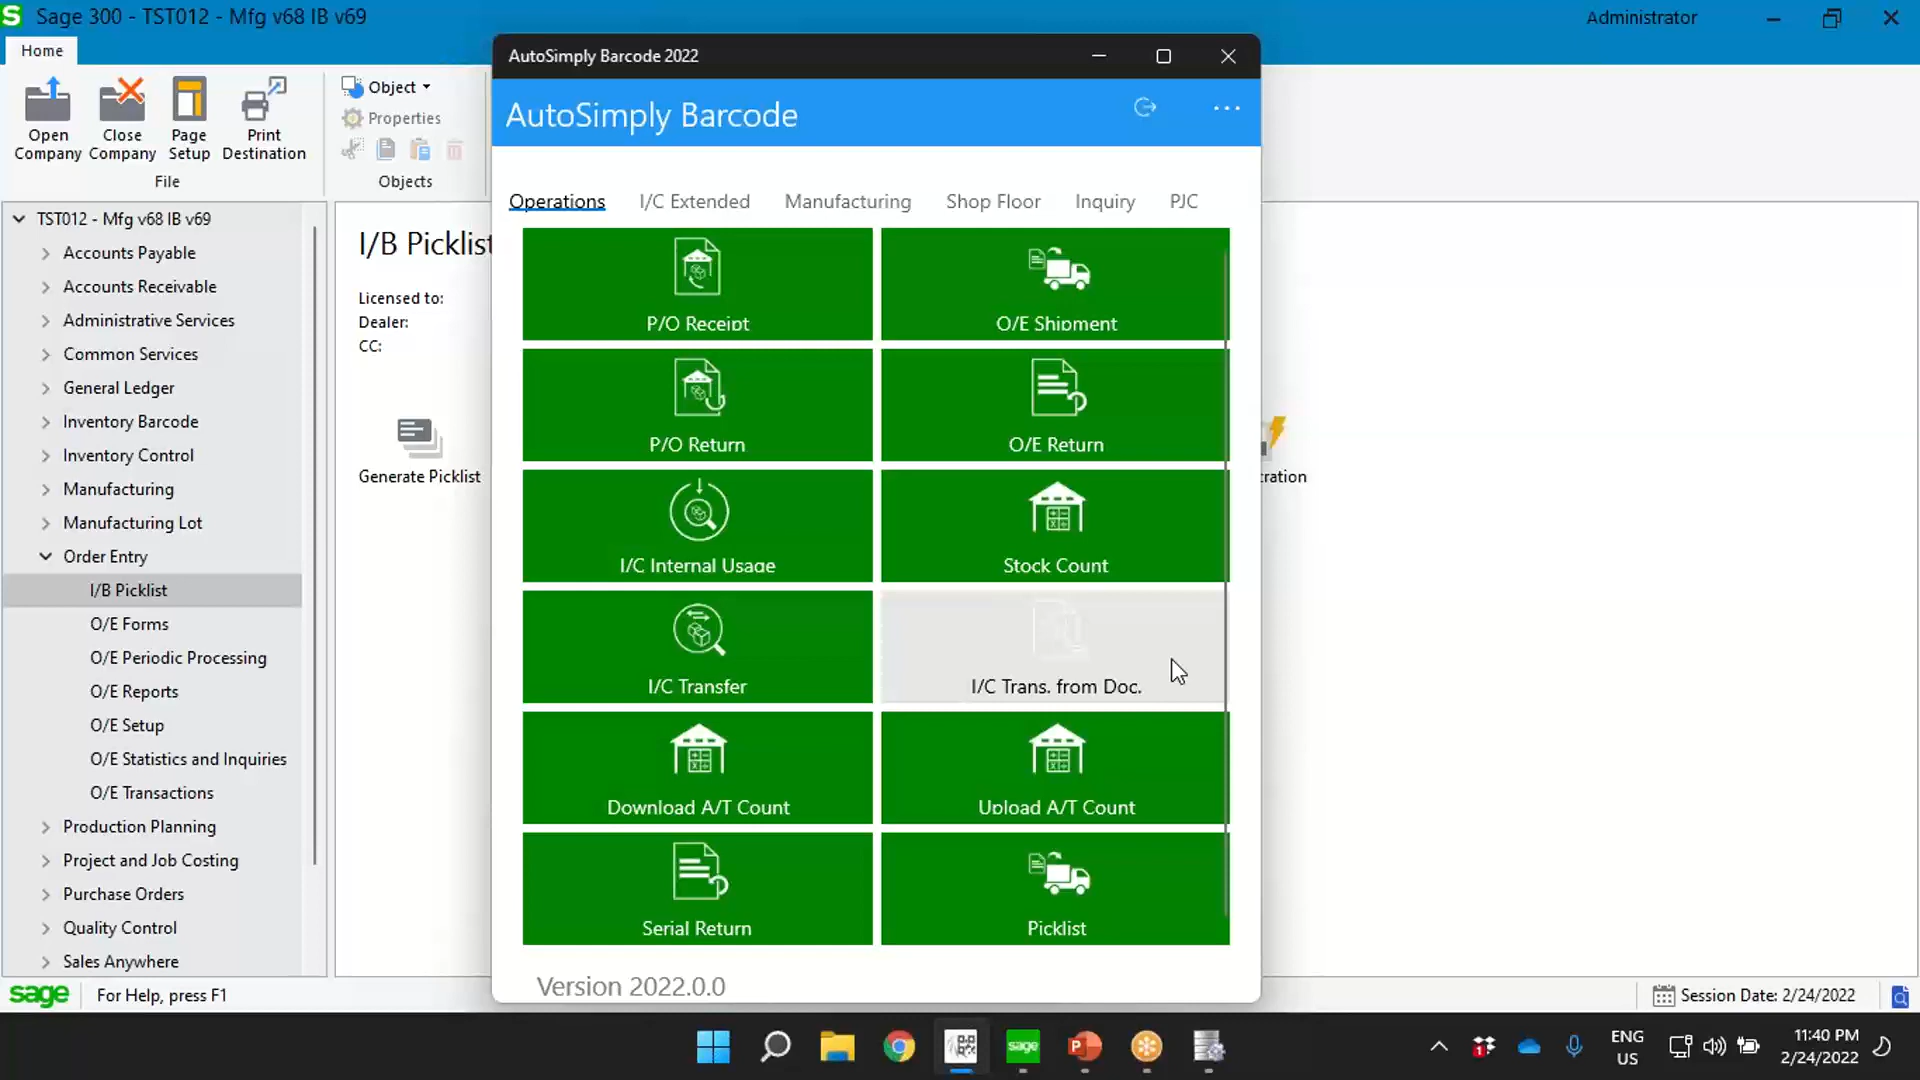 S Sage 300 - TST012 - Mfg v68 IB v69
Administrator
Home
Open Company
Close Company
Page Setup
Print Destination
File
Object
Properties
Objects
TST012 - Mfg v68 IB v69
Accounts Payable
Accounts Receivable
Administrative Services
Common Services
General Ledger
Inventory Barcode
Inventory Control
Manufacturing
Manufacturing Lot
Order Entry
I/B Picklist
O/E Forms
O/E Periodic Processing
O/E Reports
O/E Setup
O/E Statistics and Inquiries
O/E Transactions
Production Planning
Project and Job Costing
Purchase Orders
Quality Control
Sales Anywhere
I/B Picklist
Licensed to:
Dealer:
CC:
Generate Picklist
ration
AutoSimply Barcode 2022
AutoSimply Barcode
Operations I/C Extended Manufacturing Shop Floor Inquiry PJC
P/O Receipt
O/E Shipment
P/O Return
O/E Return
I/C Internal Usage
Stock Count
I/C Transfer
I/C Trans. from Doc.
Download A/T Count
Upload A/T Count
Serial Return
Picklist
Version 2022.0.0
sage
For Help, press F1
Session Date: 2/24/2022
sage
P
1
ENG
US
11:40 PM
2/24/2022